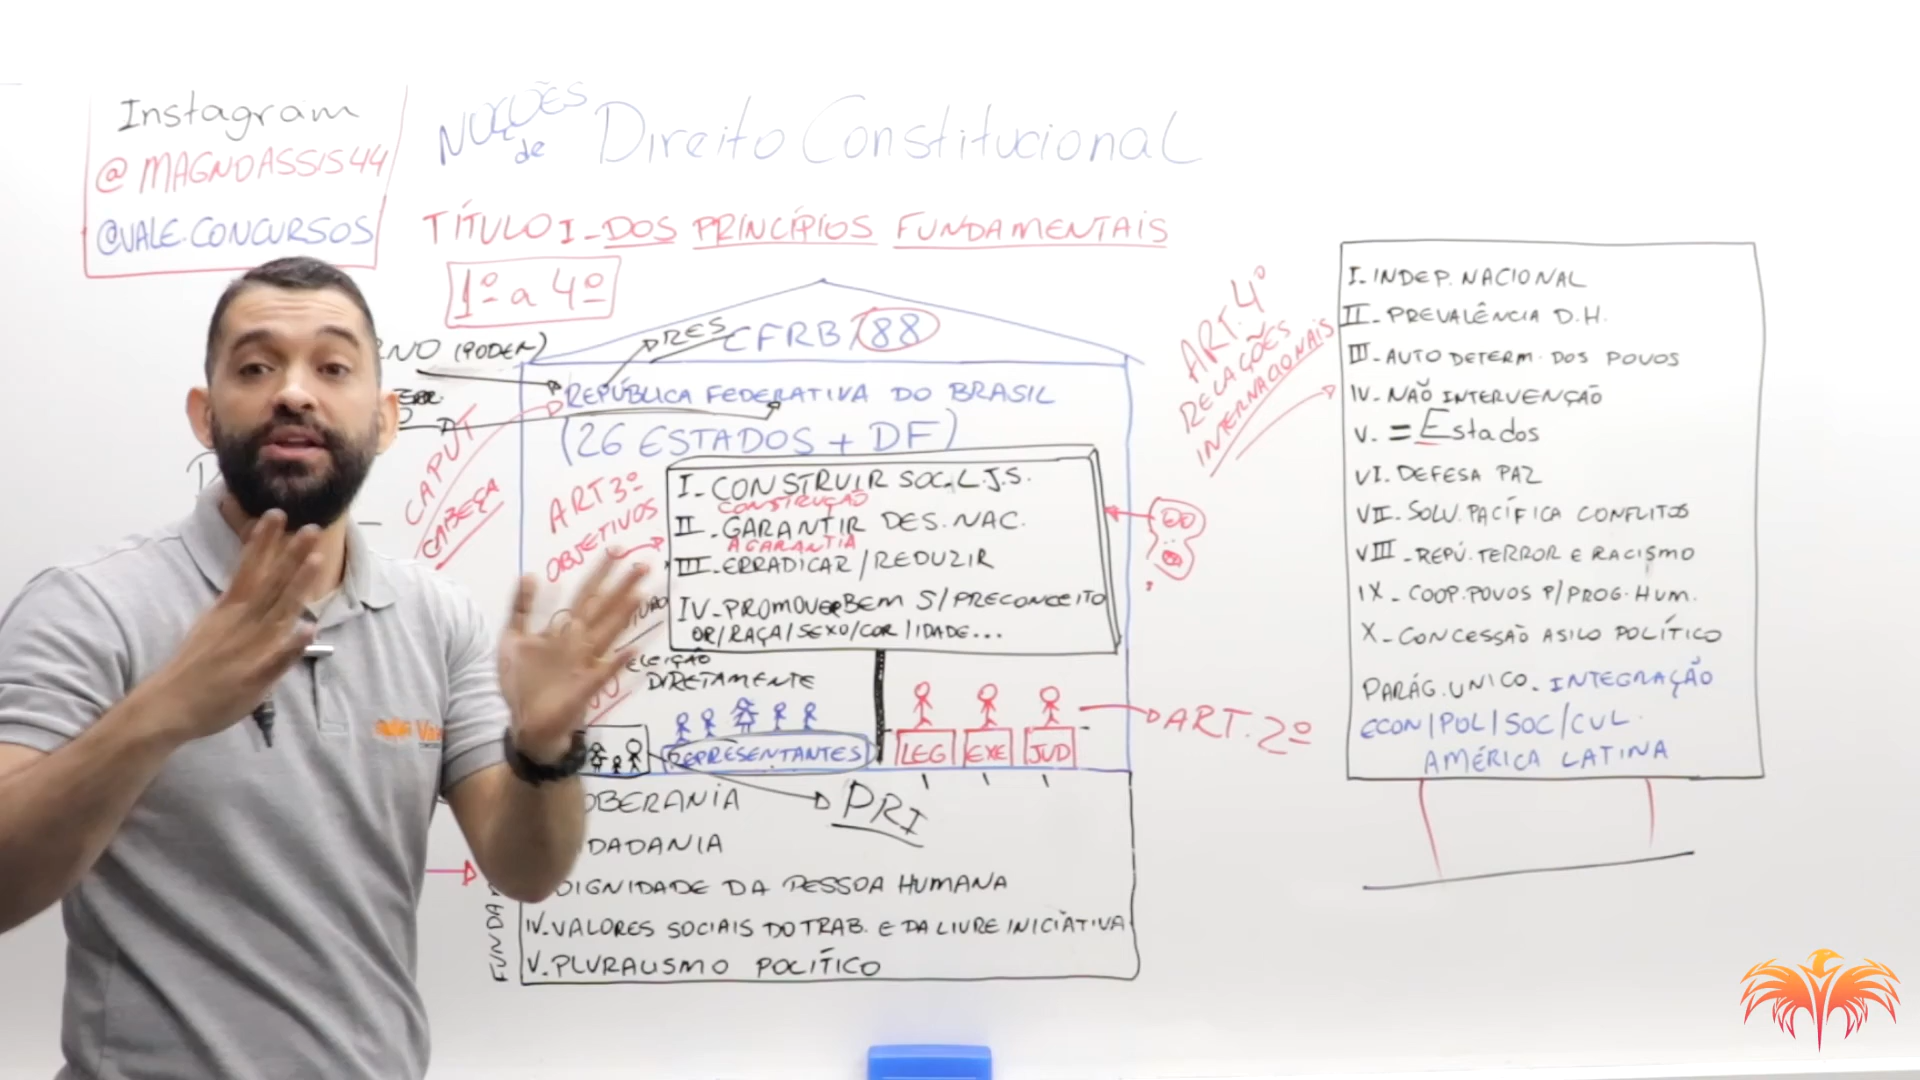 Instagram
@MAGNOASSIS44
@VALE.CONCURSOS
NOÇÕES
de
Direito Constitucional
TÍTULO I - DOS PRINCÍPIOS FUNDAMENTAIS
1º a 4º
RNO (PODER)
PRES
CFRB/88
REPÚBLICA FEDERATIVA DO BRASIL
(26 ESTADOS + DF)
CAPUT
CABEÇA
ART 3º
OBJETIVOS
I - CONSTRUIR SOC. L.J.S.
CONSTRUÇÃO
II - GARANTIR DES. NAC.
A GARANTIA
III - ERRADICAR/REDUZIR
IV - PROMOVER BEM S/PRECONCEITO
OR/RAÇA/SEXO/COR/IDADE...
ELEIÇÃO
DIRETAMENTE
REPRESENTANTES
LEG
EXE
JUD
ART. 2º
PRI
OBERANIA
DADANIA
DIGNIDADE DA PESSOA HUMANA
IV. VALORES SOCIAIS DO TRAB. E DA LIVRE INICIATIVA
V. PLURALISMO POLÍTICO
FUNDA
ART. 4º
RELAÇÕES
INTERNACIONAIS
I. INDEP. NACIONAL
II - PREVALÊNCIA D.H.
III - AUTO DETERM. DOS POVOS
IV - NÃO INTERVENÇÃO
V. = Estados
VI. DEFESA PAZ
VII - SOLU. PACÍFICA CONFLITOS
VIII - REPÚ. TERROR E RACISMO
IX - COOP. POVOS P/PROG. HUM.
X - CONCESSÃO ASILO POLÍTICO
PARÁG. UNICO. INTEGRAÇÃO
ECON/POL/SOC/CUL.
AMÉRICA LATINA